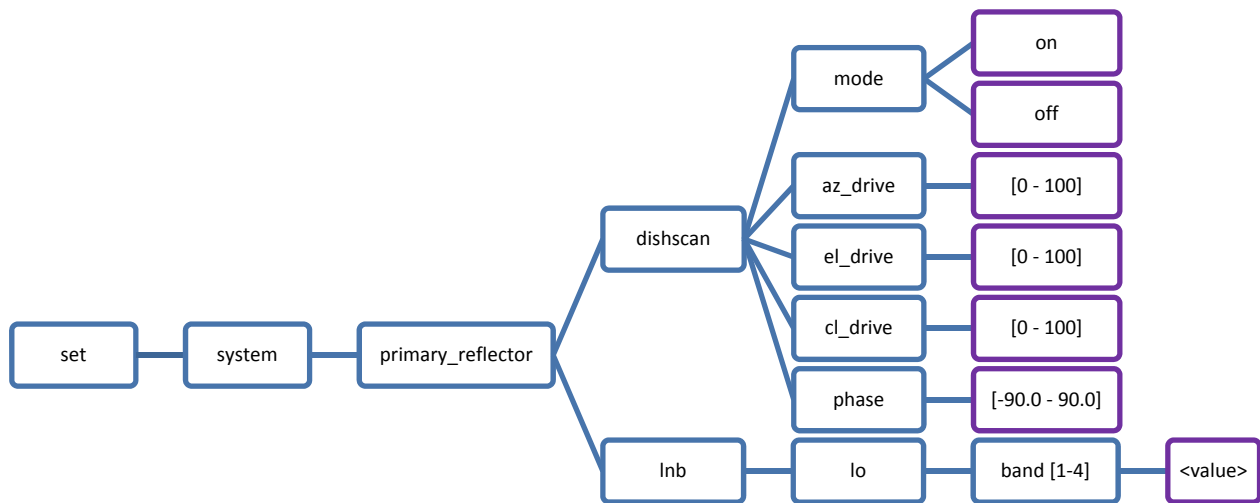 set
system
primary_reflector
dishscan
mode
on
off
az_drive
[0 - 100]
el_drive
[0 - 100]
cl_drive
[0 - 100]
phase
[-90.0 - 90.0]
lnb
lo
band [1-4]
<value>